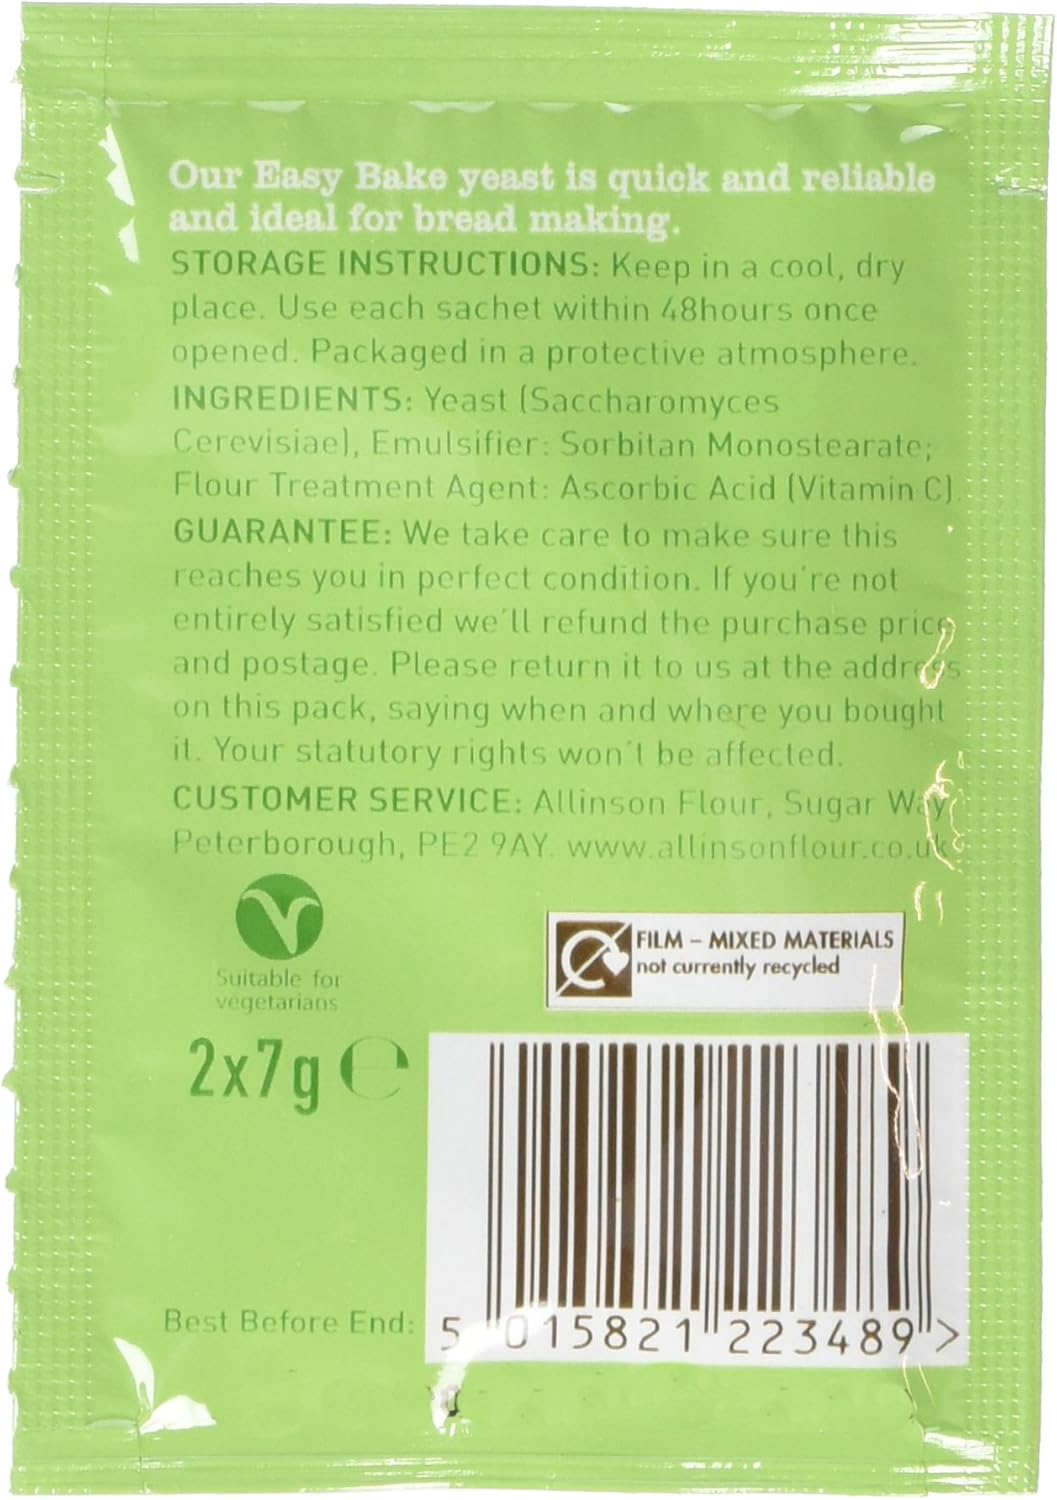 Our Easy Bake yeast is quick and reliable
and ideal for bread making.
STORAGE INSTRUCTIONS: Keep in a cool, dry
place. Use each sachet within 48hours once
opened. Packaged in a protective atmosphere.
INGREDIENTS: Yeast (Saccharomyces
Cerevisiae), Emulsifier: Sorbitan Monostearate;
Flour Treatment Agent: Ascorbic Acid (Vitamin C).
GUARANTEE: We take care to make sure this
reaches you in perfect condition. If you're not
entirely satisfied we'll refund the purchase price
and postage. Please return it to us at the address
on this pack, saying when and where you bought
it. Your statutory rights won't be affected.
CUSTOMER SERVICE: Allinson Flour, Sugar Way
Peterborough, PE2 9AY. www.allinsonflour.co.uk
Suitable for
vegetarians
FILM – MIXED MATERIALS
not currently recycled
2x7g ℮
Best Before End:
5 015821 223489 >